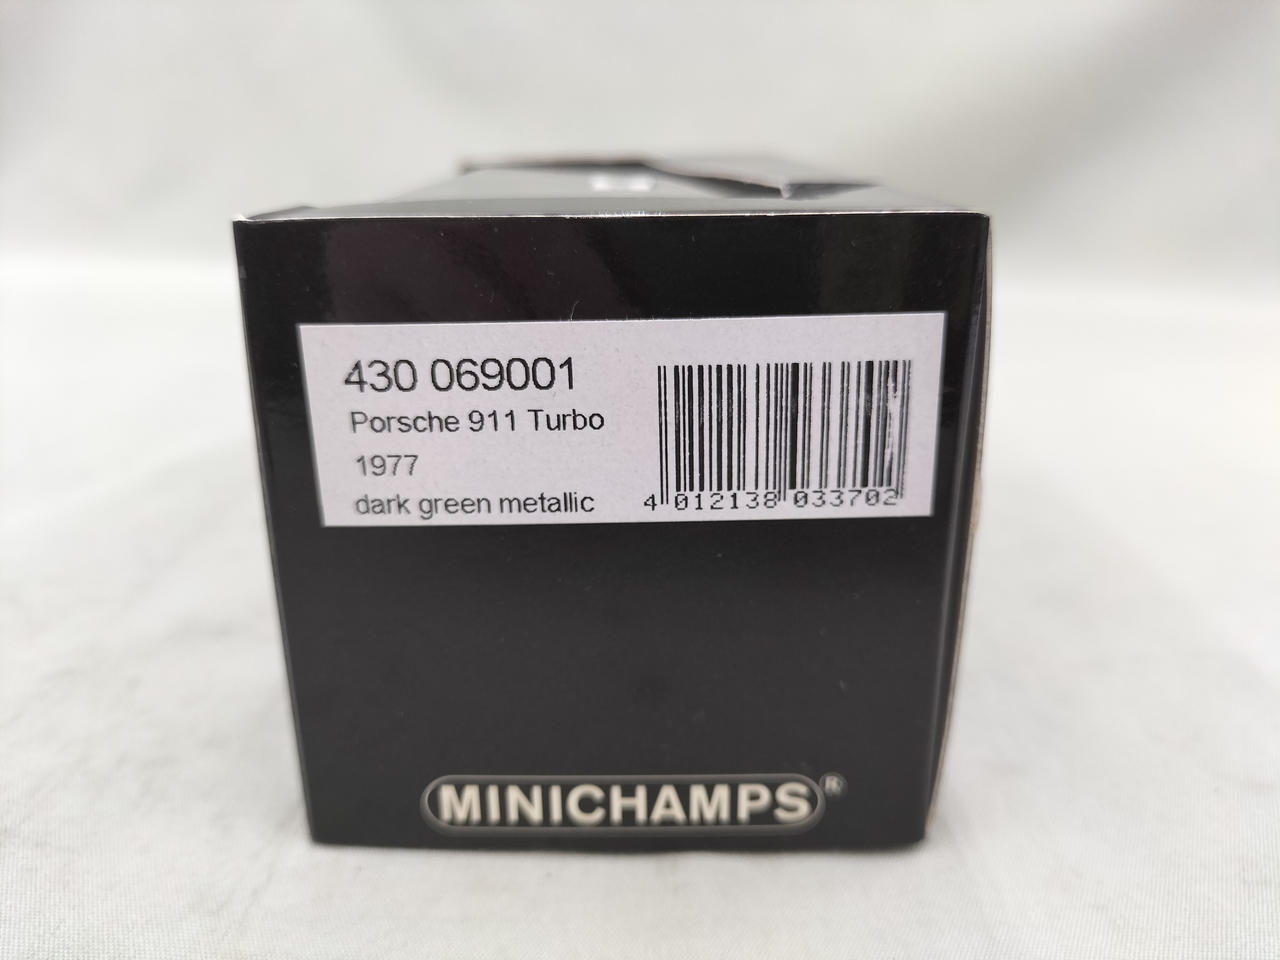 430 069001
Porsche 911 Turbo
1977
dark green metallic
4 012138 033702
MINICHAMPS®